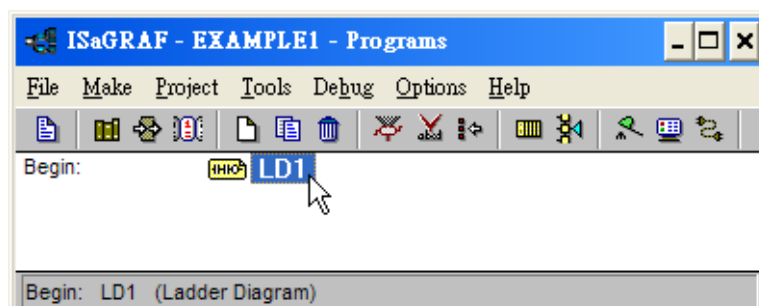 ISaGRAF - EXAMPLE1 - Programs
File Make Project Tools Debug Options Help
Begin: LD1
Begin: LD1 (Ladder Diagram)